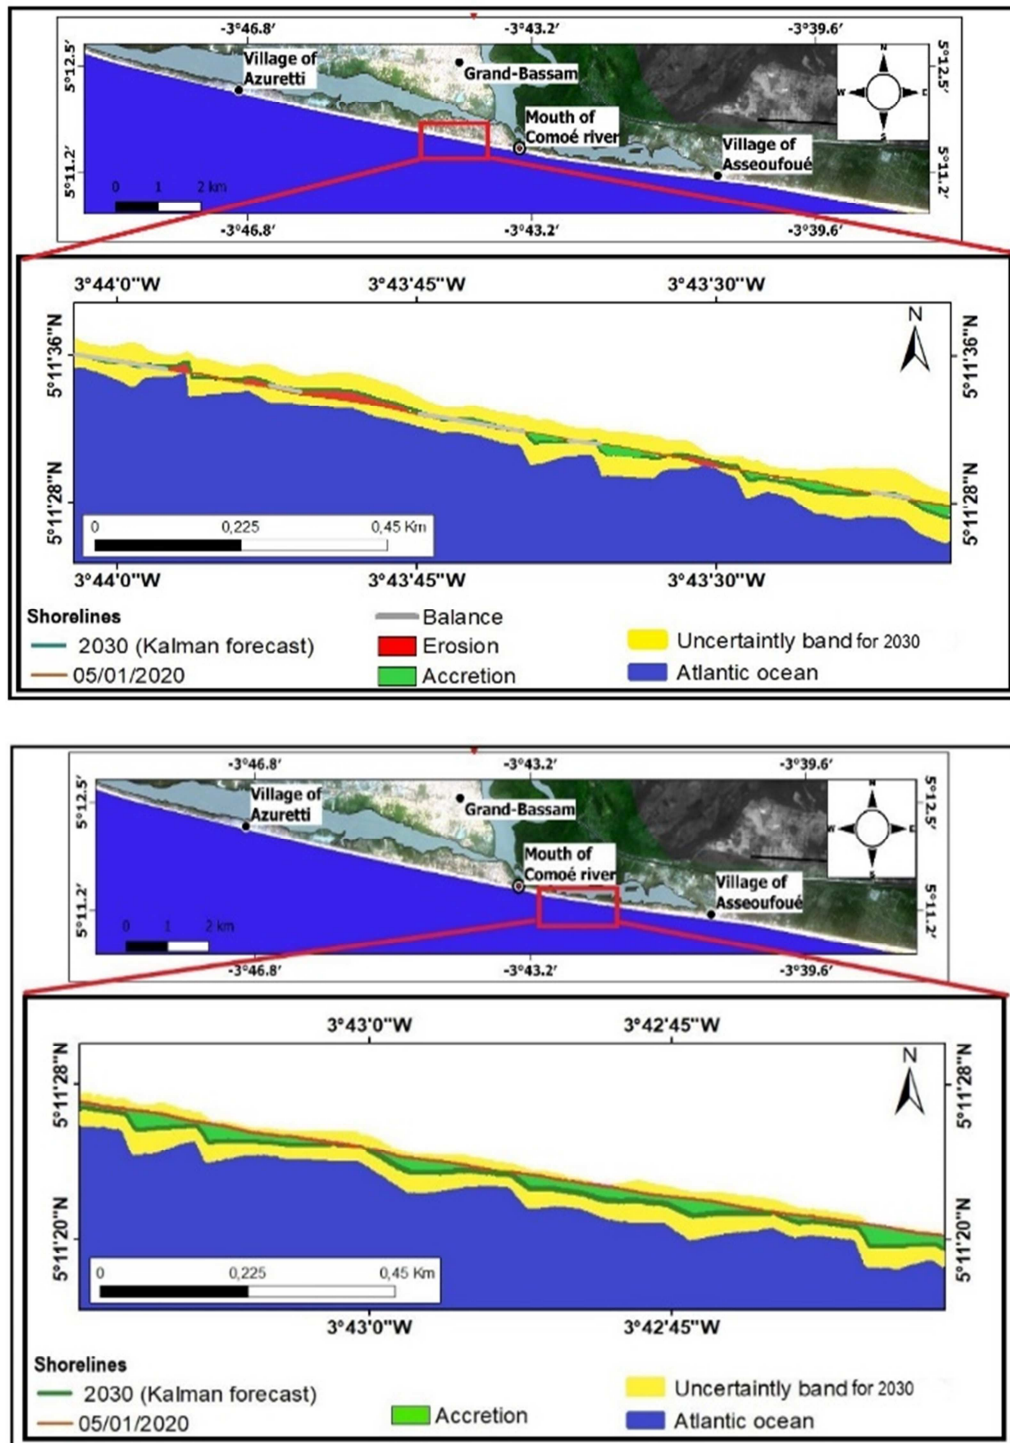 -3°46.8' -3°43.2' -3°39.6'
5°12.5' 5°12.5'
N
W E
S
Village of
Azuretti
Grand-Bassam
Mouth of
Comoé river
Village of
Asseoufoué
5°11.2' 5°11.2'
0 1 2 km
-3°46.8' -3°43.2' -3°39.6'
3°44'0"W 3°43'45"W 3°43'30"W
N
5°11'36"N 5°11'36"N
5°11'28"N 5°11'28"N
0 0,225 0,45 Km
3°44'0"W 3°43'45"W 3°43'30"W
Shorelines
2030 (Kalman forecast)
05/01/2020
Balance
Erosion
Accretion
Uncertaintly band for 2030
Atlantic ocean
-3°46.8' -3°43.2' -3°39.6'
5°12.5' 5°12.5'
N
W E
S
Village of
Azuretti
Grand-Bassam
Mouth of
Comoé river
Village of
Asseoufoué
5°11.2' 5°11.2'
0 1 2 km
-3°46.8' -3°43.2' -3°39.6'
3°43'0"W 3°42'45"W
N
5°11'28"N 5°11'28"N
5°11'20"N 5°11'20"N
0 0,225 0,45 Km
3°43'0"W 3°42'45"W
Shorelines
2030 (Kalman forecast)
05/01/2020
Accretion
Uncertaintly band for 2030
Atlantic ocean